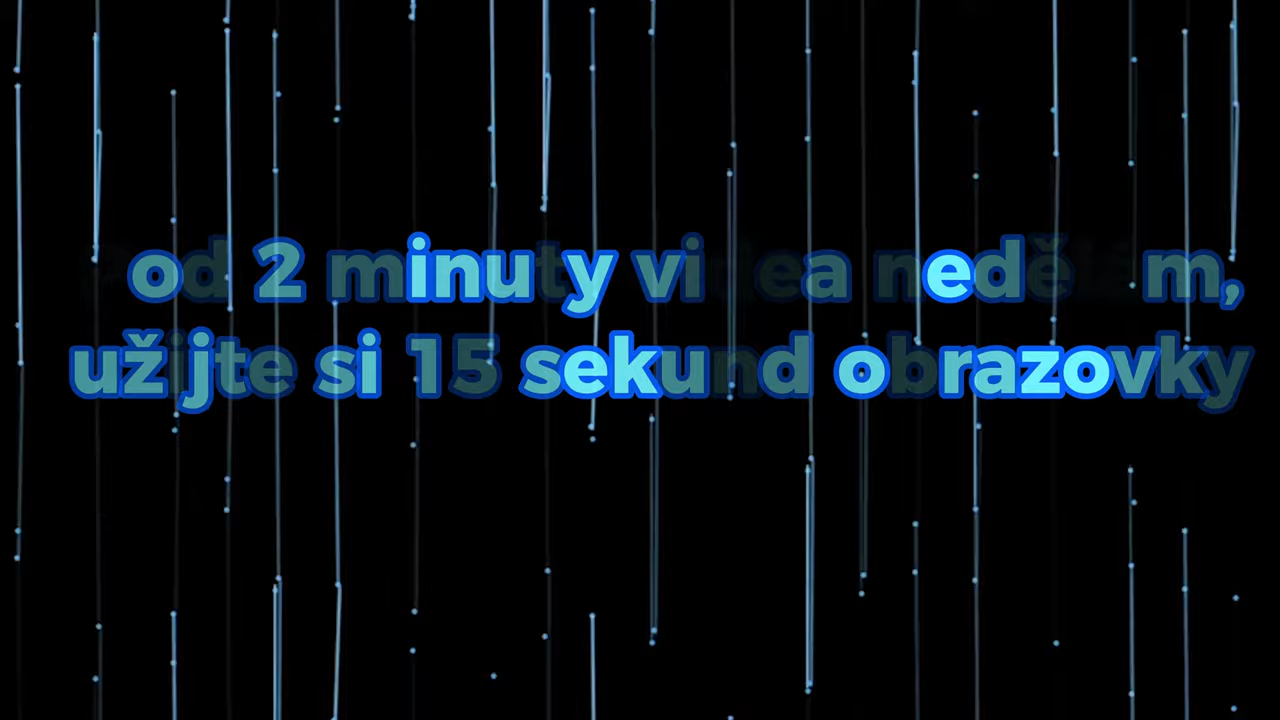 od 2 minuty videa nedělám,
užijte si 15 sekund obrazovky